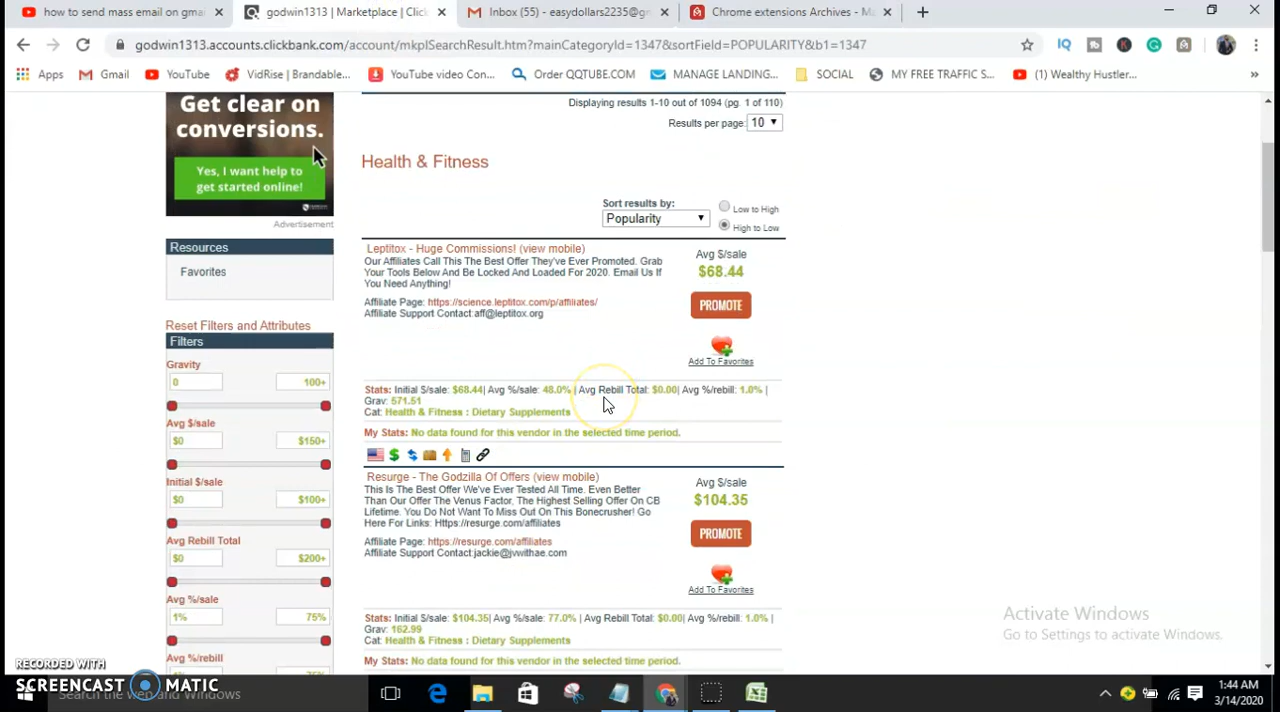 how to send mass email on gma
godwin1313 | Marketplace | Click
Inbox (50) - easydollars2235@g
Chrome extensions Archives - M
godwin1313.accounts.clickbank.com/account/mkplSearchResult.htm?mainCategoryId=1347&sortField=POPULARITY&b1=1347
Apps
Gmail
YouTube
VidRise | Brandable...
YouTube video Con...
Order QQTUBE.COM
MANAGE LANDING...
SOCIAL
MY FREE TRAFFIC S...
(1) Wealthy Hustler...
Get clear on
conversions.
Yes, I want help to
get started online!
Advertisement
Resources
Favorites
Reset Filters and Attributes
Filters
Gravity
0 100+
Avg $/sale
$0 $150+
Initial $/sale
$0 $100+
Avg Rebill Total
$0 $200+
Avg %/sale
1% 75%
Avg %/rebill
Displaying results 1-10 out of 1094 (pg. 1 of 110)
Results per page: 10
Health & Fitness
Sort results by:
Popularity
Low to High
High to Low
Leptitox - Huge Commissions! (view mobile)
Our Affiliates Call This The Best Offer They've Ever Promoted. Grab
Your Tools Below And Be Locked And Loaded For 2020. Email Us If
You Need Anything!
Affiliate Page: https://science.leptitox.com/p/affiliates/
Affiliate Support Contact:aff@leptitox.org
Avg $/sale
$68.44
PROMOTE
Add To Favorites
Stats: Initial $/sale: $68.44| Avg %/sale: 48.0% | Avg Rebill Total: $0.00| Avg %/rebill: 1.0% |
Grav: 571.51
Cat: Health & Fitness : Dietary Supplements
My Stats: No data found for this vendor in the selected time period.
Resurge - The Godzilla Of Offers (view mobile)
This Is The Best Offer We've Ever Tested All Time. Even Better
Than Our Offer The Venus Factor, The Highest Selling Offer On CB
Lifetime. You Do Not Want To Miss Out On This Bonecrusher! Go
Here For Links: Https://resurge.com/affiliates
Affiliate Page: https://resurge.com/affiliates
Affiliate Support Contact:jackie@jvwithae.com
Avg $/sale
$104.35
PROMOTE
Add To Favorites
Stats: Initial $/sale: $104.35| Avg %/sale: 77.0% | Avg Rebill Total: $0.00| Avg %/rebill: 1.0% |
Grav: 162.99
Cat: Health & Fitness : Dietary Supplements
My Stats: No data found for this vendor in the selected time period.
Activate Windows
Go to Settings to activate Windows.
RECORDED WITH
SCREENCAST MATIC
Search the web and Windows
1:44 AM
3/14/2020